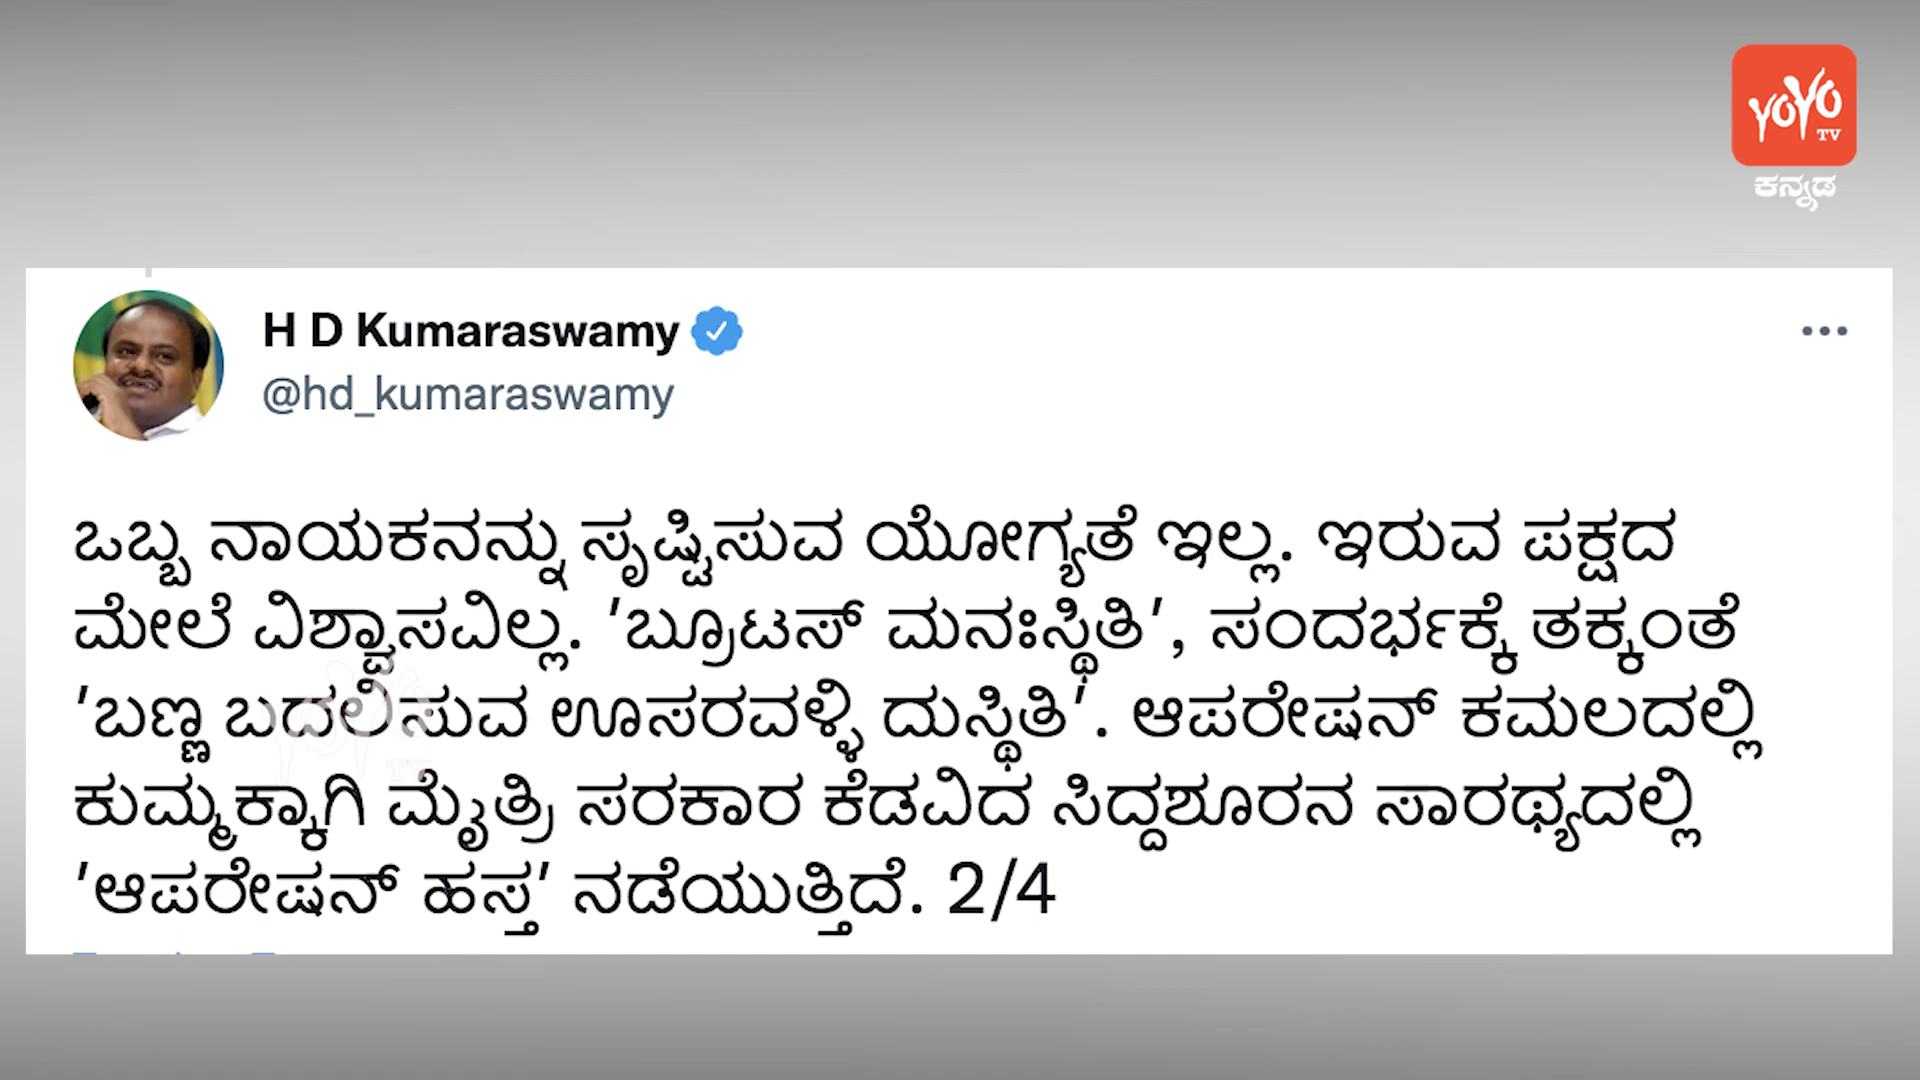 YOYO
TV
ಕನ್ನಡ
H D Kumaraswamy
@hd_kumaraswamy
ಒಬ್ಬ ನಾಯಕನನ್ನು ಸೃಷ್ಟಿಸುವ ಯೋಗ್ಯತೆ ಇಲ್ಲ. ಇರುವ ಪಕ್ಷದ
ಮೇಲೆ ವಿಶ್ವಾಸವಿಲ್ಲ. 'ಬ್ರೂಟಸ್ ಮನಃಸ್ಥಿತಿ', ಸಂದರ್ಭಕ್ಕೆ ತಕ್ಕಂತೆ
'ಬಣ್ಣ ಬದಲಿಸುವ ಊಸರವಳ್ಳಿ ದುಸ್ಥಿತಿ'. ಆಪರೇಷನ್ ಕಮಲದಲ್ಲಿ
ಕುಮ್ಮಕ್ಕಾಗಿ ಮೈತ್ರಿ ಸರಕಾರ ಕೆಡವಿದ ಸಿದ್ದಶೂರನ ಸಾರಥ್ಯದಲ್ಲಿ
'ಆಪರೇಷನ್ ಹಸ್ತ' ನಡೆಯುತ್ತಿದೆ. 2/4